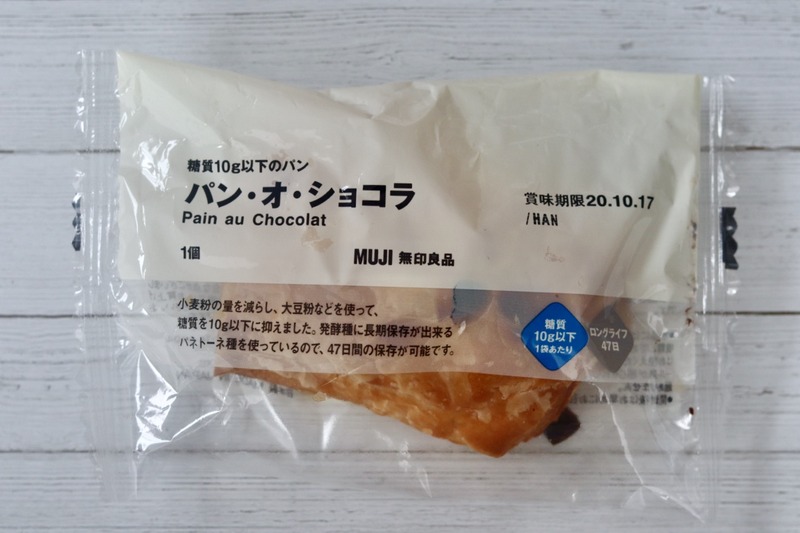 糖質10g以下のパン
パン・オ・ショコラ
Pain au Chocolat
賞味期限20.10.17
/HAN
1個
MUJI 無印良品
小麦粉の量を減らし、大豆粉などを使って、
糖質を10g以下に抑えました。発酵種に長期保存が出来る
パネトーネ種を使っているので、47日間の保存が可能です。
糖質
10g以下
1袋あたり
ロングライフ
47日